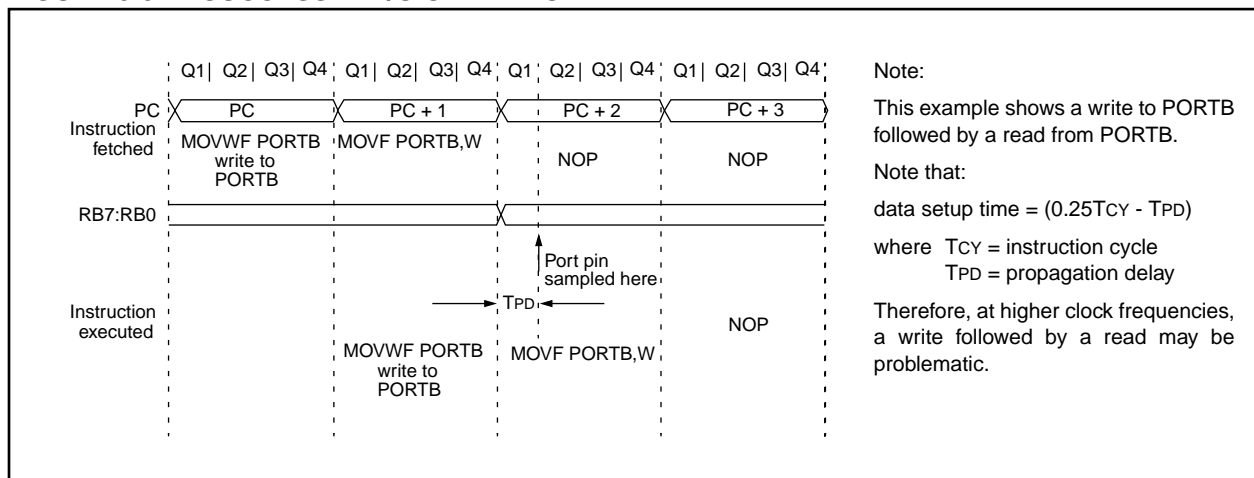 Q1| Q2| Q3| Q4 Q1| Q2| Q3| Q4 Q1 Q2| Q3| Q4 Q1| Q2| Q3| Q4
PC PC PC + 1 PC + 2 PC + 3
Instruction
fetched
MOVWF PORTB
write to
PORTB
MOVF PORTB,W
NOP
NOP
RB7:RB0
Port pin
sampled here
TPD
Instruction
executed
MOVWF PORTB
write to
PORTB
MOVF PORTB,W
NOP
Note:
This example shows a write to PORTB
followed by a read from PORTB.
Note that:
data setup time = (0.25TCY - TPD)
where TCY = instruction cycle
TPD = propagation delay
Therefore, at higher clock frequencies,
a write followed by a read may be
problematic.